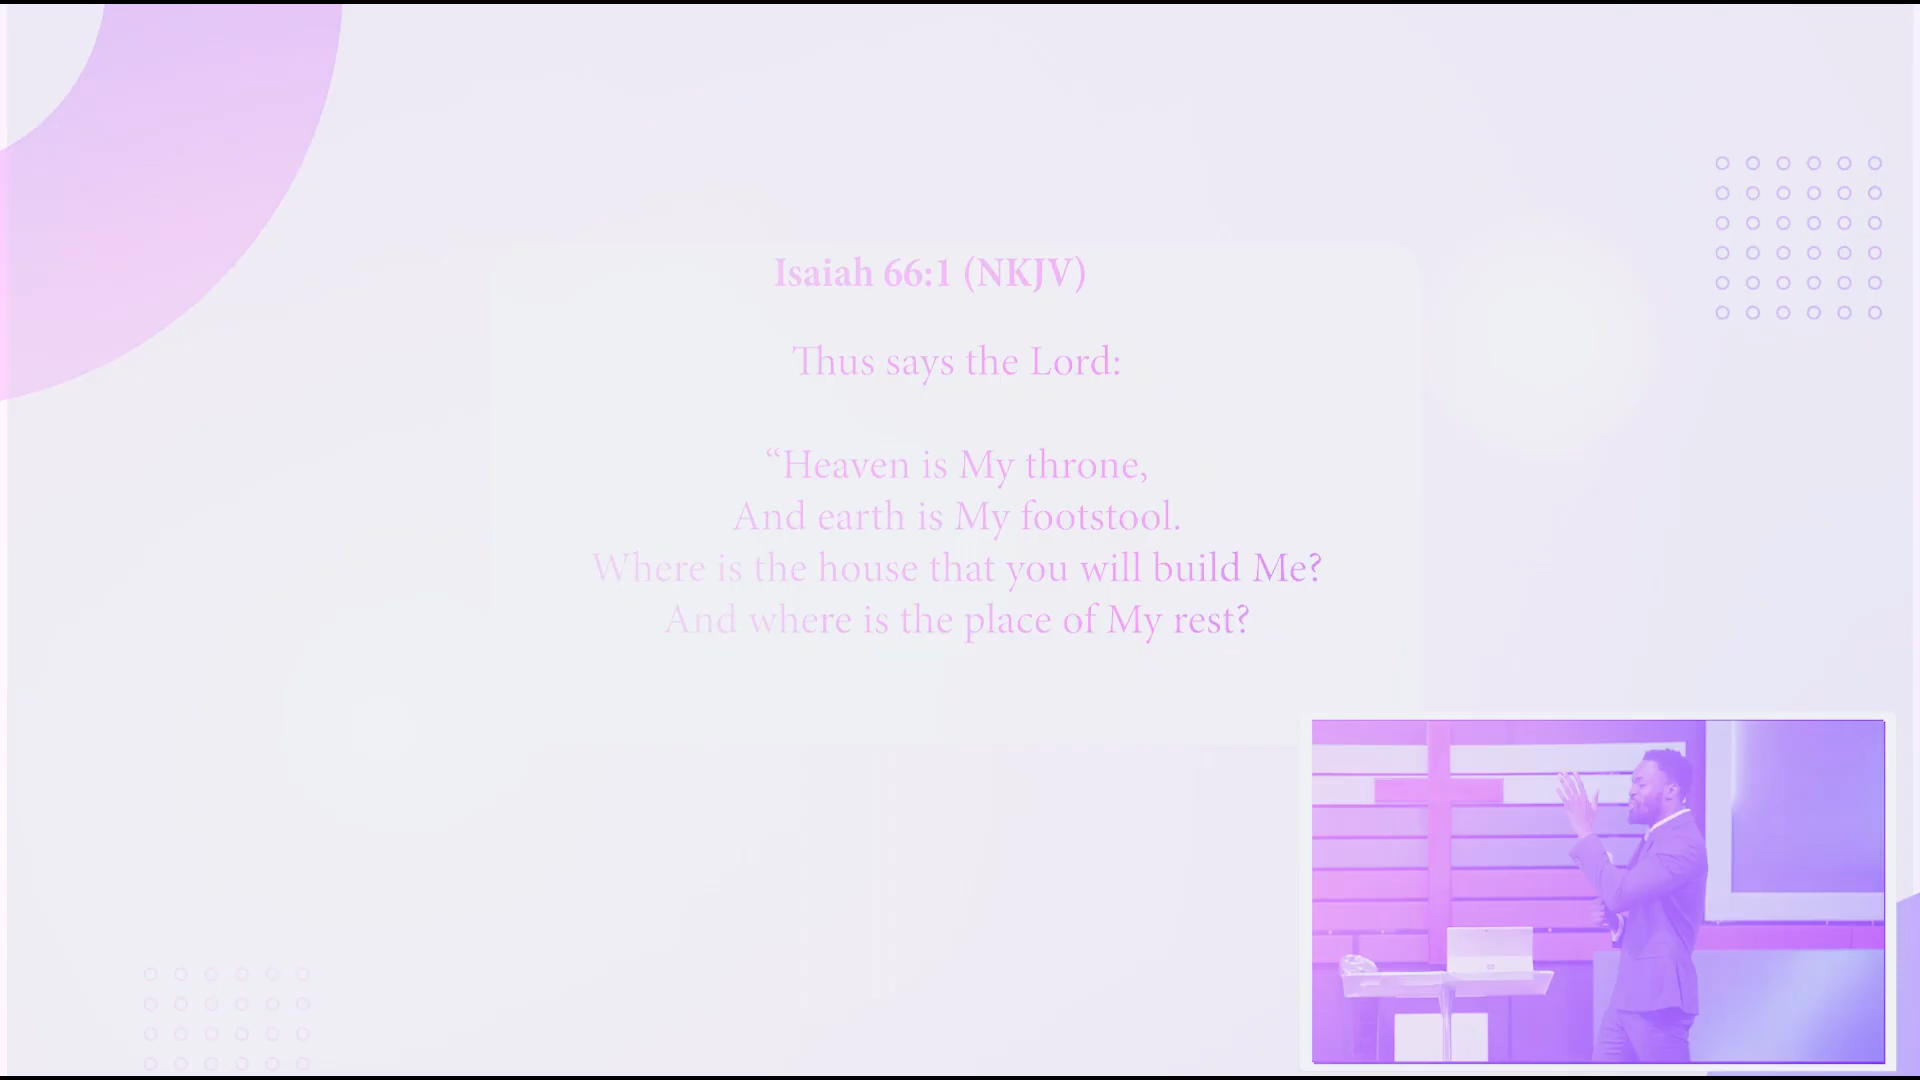 Isaiah 66:1 (NKJV)
Thus says the Lord:
“Heaven is My throne,
And earth is My footstool.
Where is the house that you will build Me?
And where is the place of My rest?